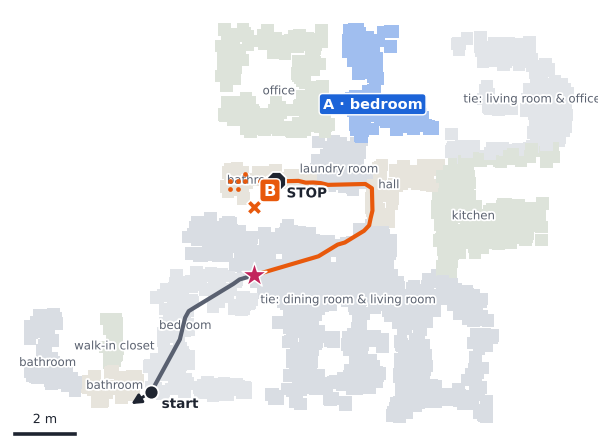 office
tie: living room & office
A · bedroom
laundry room
bathro
hall
B
STOP
kitchen
tie: dining room & living room
bedroom
walk-in closet
bathroom
bathroom
start
2 m